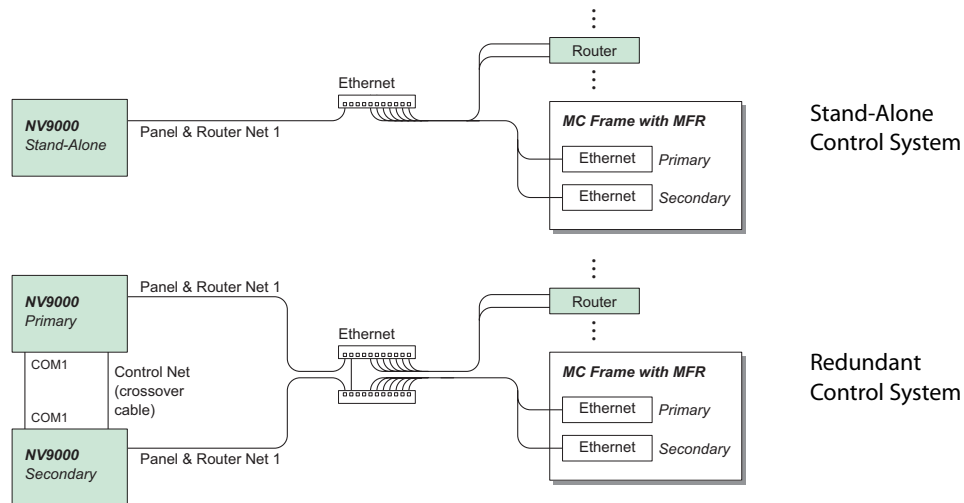 Router
Ethernet
NV9000
Stand-Alone
Panel & Router Net 1
MC Frame with MFR
Ethernet
Primary
Ethernet
Secondary
Stand-Alone
Control System
NV9000
Primary
Panel & Router Net 1
Router
Ethernet
COM1
Control Net
(crossover
cable)
COM1
MC Frame with MFR
Ethernet
Primary
Ethernet
Secondary
Redundant
Control System
NV9000
Secondary
Panel & Router Net 1